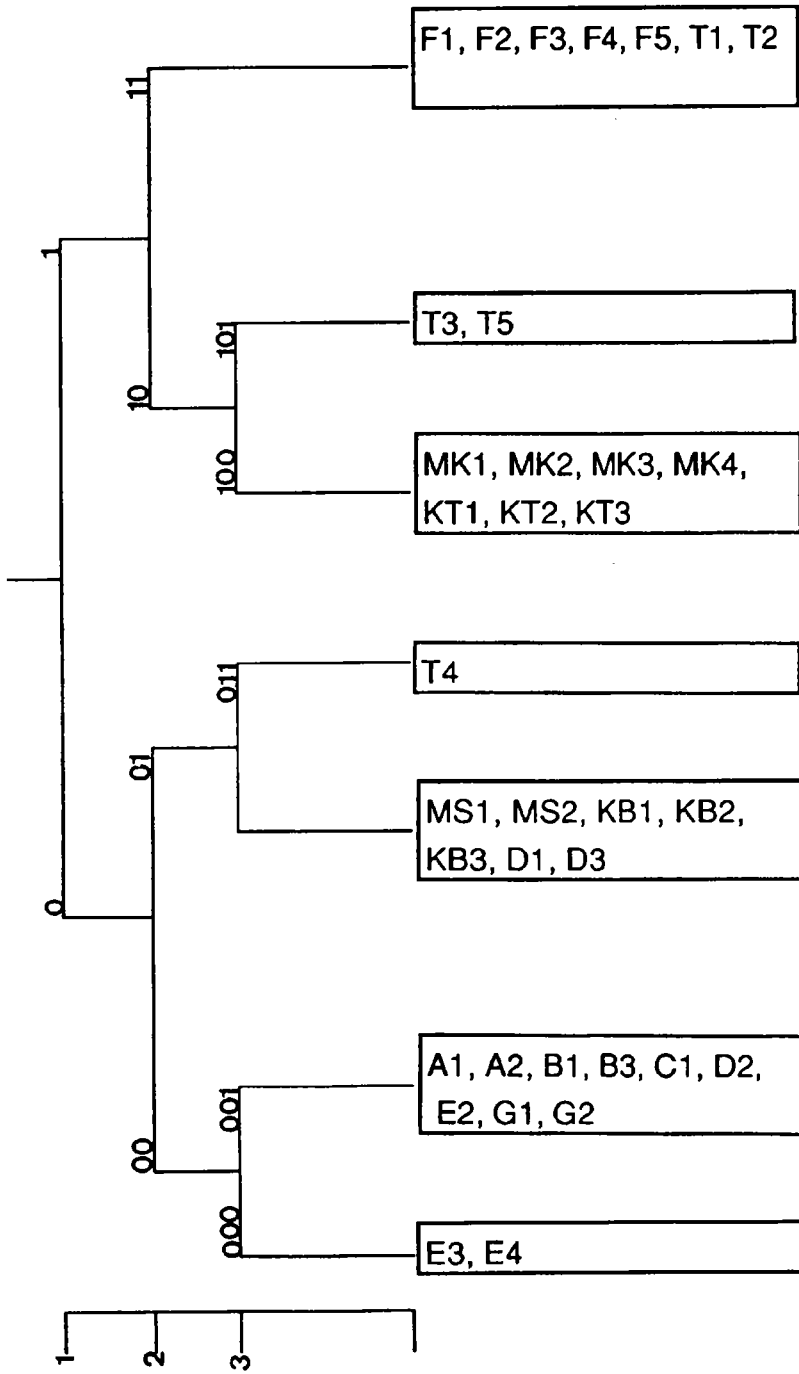 F1, F2, F3, F4, F5, T1, T2
11
1
T3, T5
101
10
MK1, MK2, MK3, MK4,
KT1, KT2, KT3
100
T4
011
01
MS1, MS2, KB1, KB2,
KB3, D1, D3
0
A1, A2, B1, B3, C1, D2,
E2, G1, G2
001
00
000
E3, E4
1
2
3